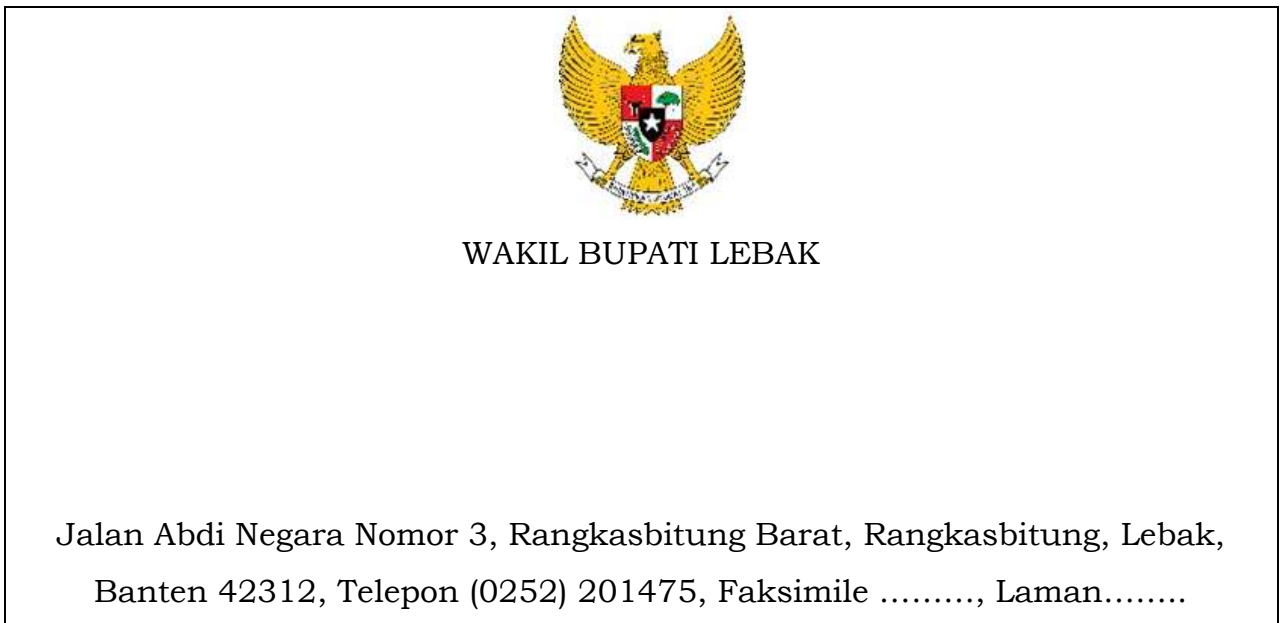 WAKIL BUPATI LEBAK
Jalan Abdi Negara Nomor 3, Rangkasbitung Barat, Rangkasbitung, Lebak,
Banten 42312, Telepon (0252) 201475, Faksimile ………, Laman……..